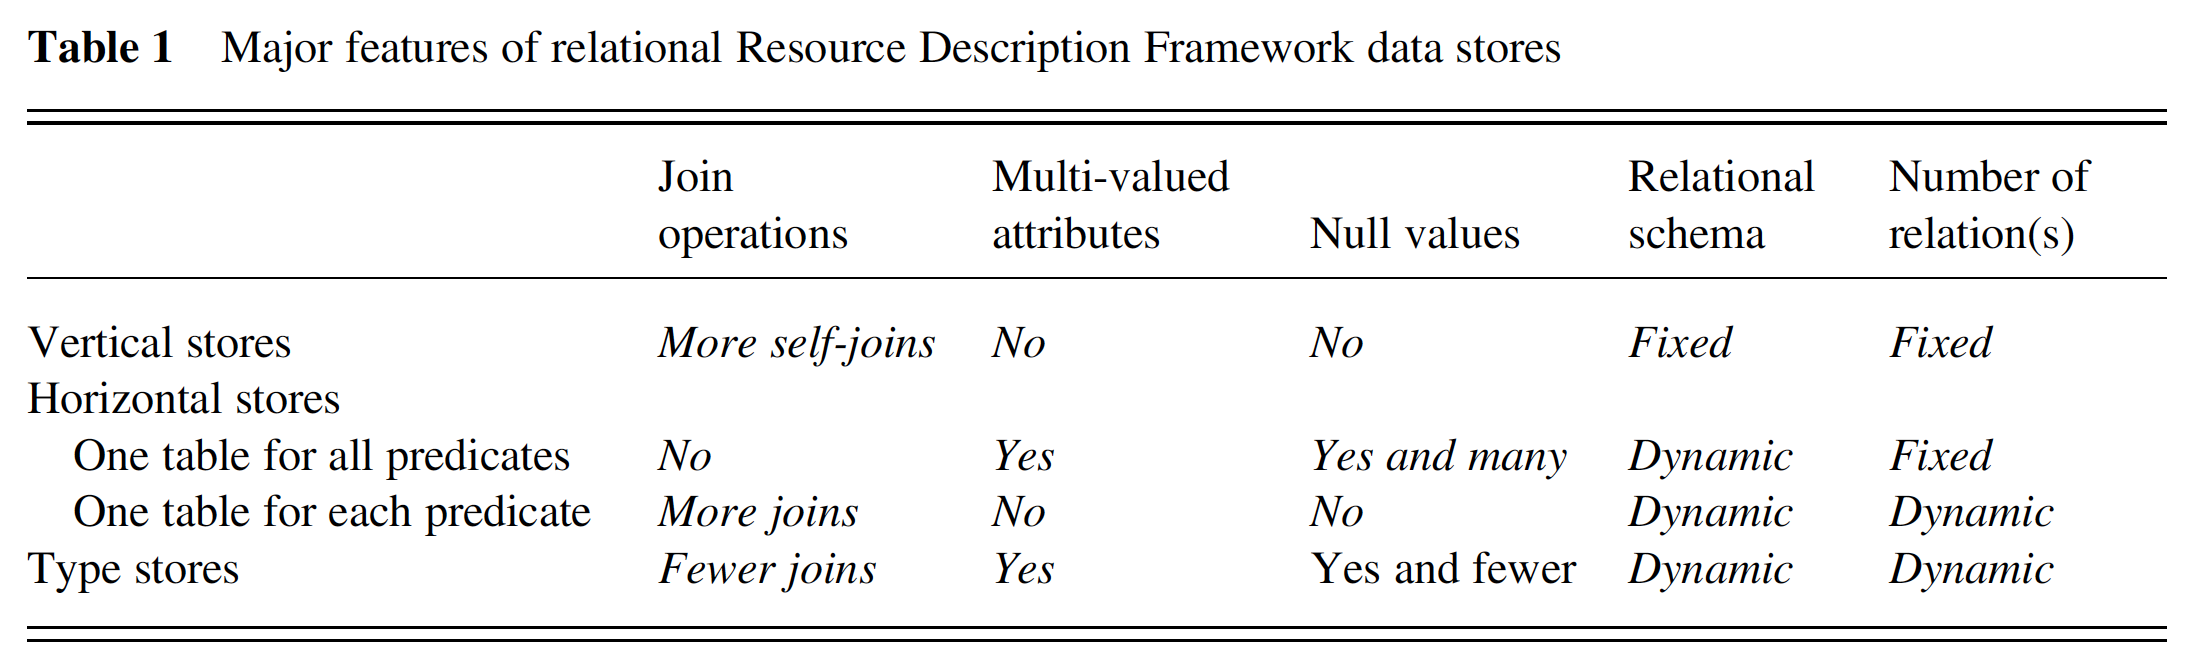 Table 1 Major features of relational Resource Description Framework data stores
Join operations Multi-valued attributes Null values Relational schema Number of relation(s)
Vertical stores More self-joins No No Fixed Fixed
Horizontal stores
One table for all predicates No Yes Yes and many Dynamic Fixed
One table for each predicate More joins No No Dynamic Dynamic
Type stores Fewer joins Yes Yes and fewer Dynamic Dynamic